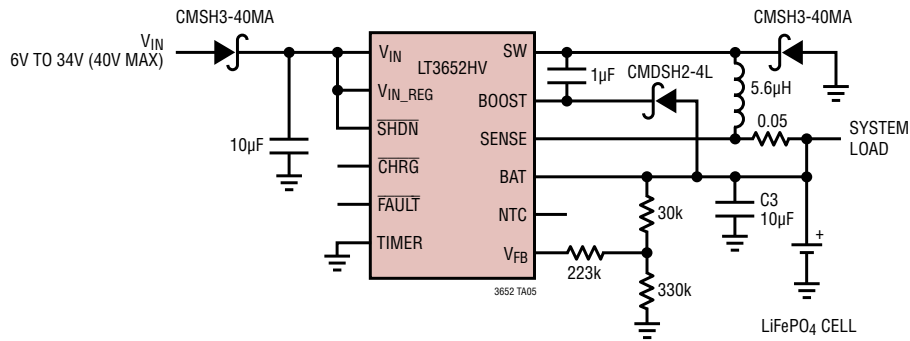 CMSH3-40MA
V_IN
6V TO 34V (40V MAX)
10µF
V_IN
V_IN_REG
SHDN
CHRG
FAULT
TIMER
LT3652HV
SW
BOOST
SENSE
BAT
NTC
V_FB
3652 TA05
1µF
CMDSH2-4L
CMSH3-40MA
5.6µH
0.05
SYSTEM
LOAD
30k
C3
10µF
223k
330k
+
LiFePO4 CELL